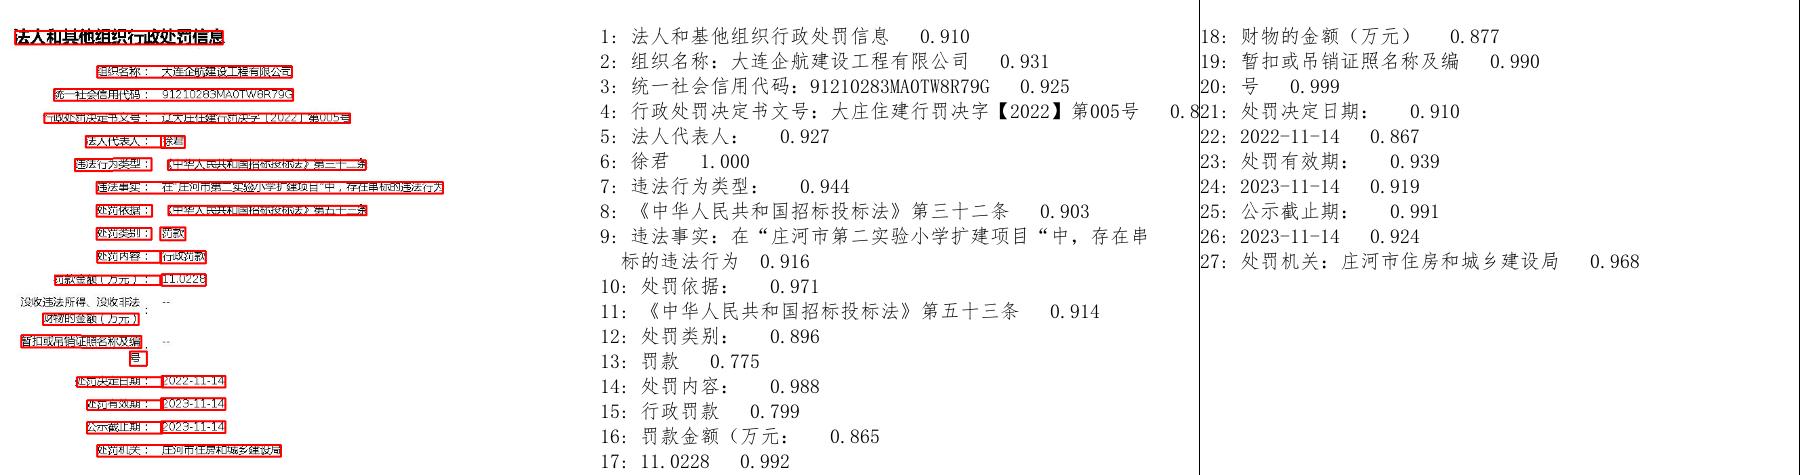 法人和其他组织行政处罚信息
组织名称： 大连企航建设工程有限公司
统一社会信用代码： 91210283MA0TW8R79G
行政处罚决定书文号： 辽大庄住建行罚决字【2022】第005号
法人代表人： 徐君
违法行为类型： 《中华人民共和国招标投标法》第三十二条
违法事实： 在“庄河市第二实验小学扩建项目“中，存在串标的违法行为
处罚依据： 《中华人民共和国招标投标法》第五十三条
处罚类别： 罚款
处罚内容： 行政罚款
罚款金额（万元）： 11.0228
没收违法所得、没收非法
财物的金额（万元） ： --
暂扣或吊销证照名称及编
号 ： --
处罚决定日期： 2022-11-14
处罚有效期： 2023-11-14
公示截止期： 2023-11-14
处罚机关： 庄河市住房和城乡建设局
1: 法人和基他组织行政处罚信息 0.910
2: 组织名称: 大连企航建设工程有限公司 0.931
3: 统一社会信用代码: 91210283MA0TW8R79G 0.925
4: 行政处罚决定书文号: 大庄住建行罚决字【2022】第005号 0.8
5: 法人代表人: 0.927
6: 徐君 1.000
7: 违法行为类型: 0.944
8: 《中华人民共和国招标投标法》第三十二条 0.903
9: 违法事实: 在“庄河市第二实验小学扩建项目“中, 存在串
标的违法行为 0.916
10: 处罚依据: 0.971
11: 《中华人民共和国招标投标法》第五十三条 0.914
12: 处罚类别: 0.896
13: 罚款 0.775
14: 处罚内容: 0.988
15: 行政罚款 0.799
16: 罚款金额（万元: 0.865
17: 11.0228 0.992
18: 财物的金额（万元） 0.877
19: 暂扣或吊销证照名称及编 0.990
20: 号 0.999
21: 处罚决定日期: 0.910
22: 2022-11-14 0.867
23: 处罚有效期: 0.939
24: 2023-11-14 0.919
25: 公示截止期: 0.991
26: 2023-11-14 0.924
27: 处罚机关: 庄河市住房和城乡建设局 0.968